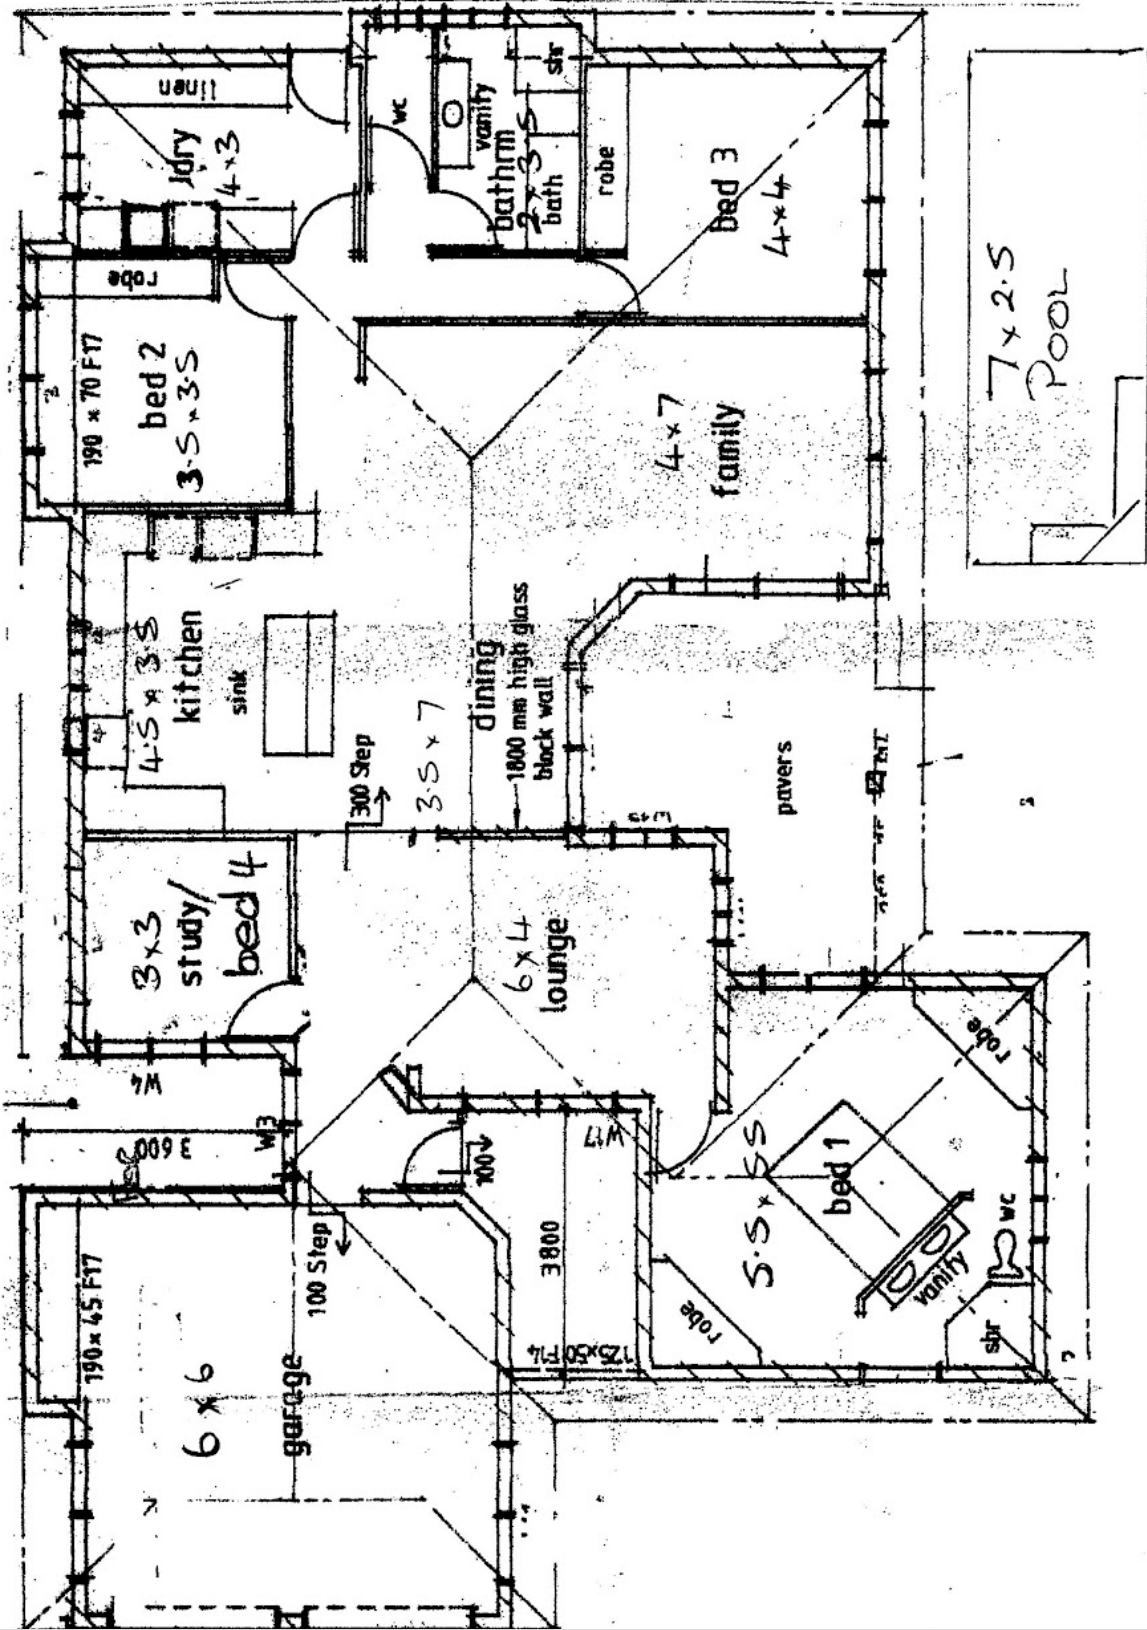 linen
ldry
4 x 3
wc
vanity
bathrm
2 x 3.5
bath
shr
robe
bed 3
4 x 4
robe
190 x 70 F17
bed 2
3.5 x 3.5
4 x 7
family
7 x 2.5
POOL
4.5 x 3.5
kitchen
sink
dining
1800 mm high glass
block wall
300 Step
3.5 x 7
pavers
3 x 3
study/
bed 4
6 x 4
lounge
W4
3 600
W3
W17
100
robe
5.5 x 5.5
bed 1
wc
vanity
shr
robe
3800
125x50 F14
100 Step
190 x 45 F17
6 x 6
garage